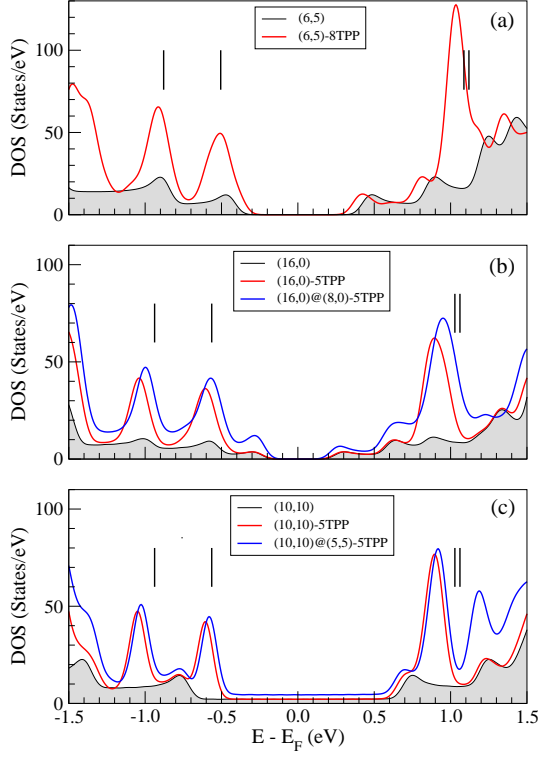 (a)
(6,5)
(6,5)-8TPP
DOS (States/eV)
100
50
0
(b)
(16,0)
(16,0)-5TPP
(16,0)@(8,0)-5TPP
DOS (States/eV)
100
50
0
(c)
(10,10)
(10,10)-5TPP
(10,10)@(5,5)-5TPP
DOS (States/eV)
100
50
0
-1.5 -1.0 -0.5 0.0 0.5 1.0 1.5
E - E_F (eV)